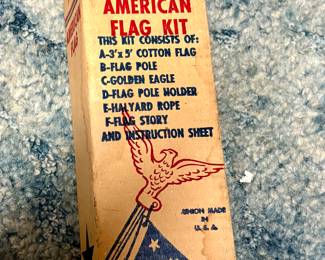 AMERICAN
FLAG KIT
THIS KIT CONSISTS OF:
A-3'x5' COTTON FLAG
B-FLAG POLE
C-GOLDEN EAGLE
D-FLAG POLE HOLDER
E-HALYARD ROPE
F-FLAG STORY
AND INSTRUCTION SHEET
UNION MADE
IN
U. S. A.